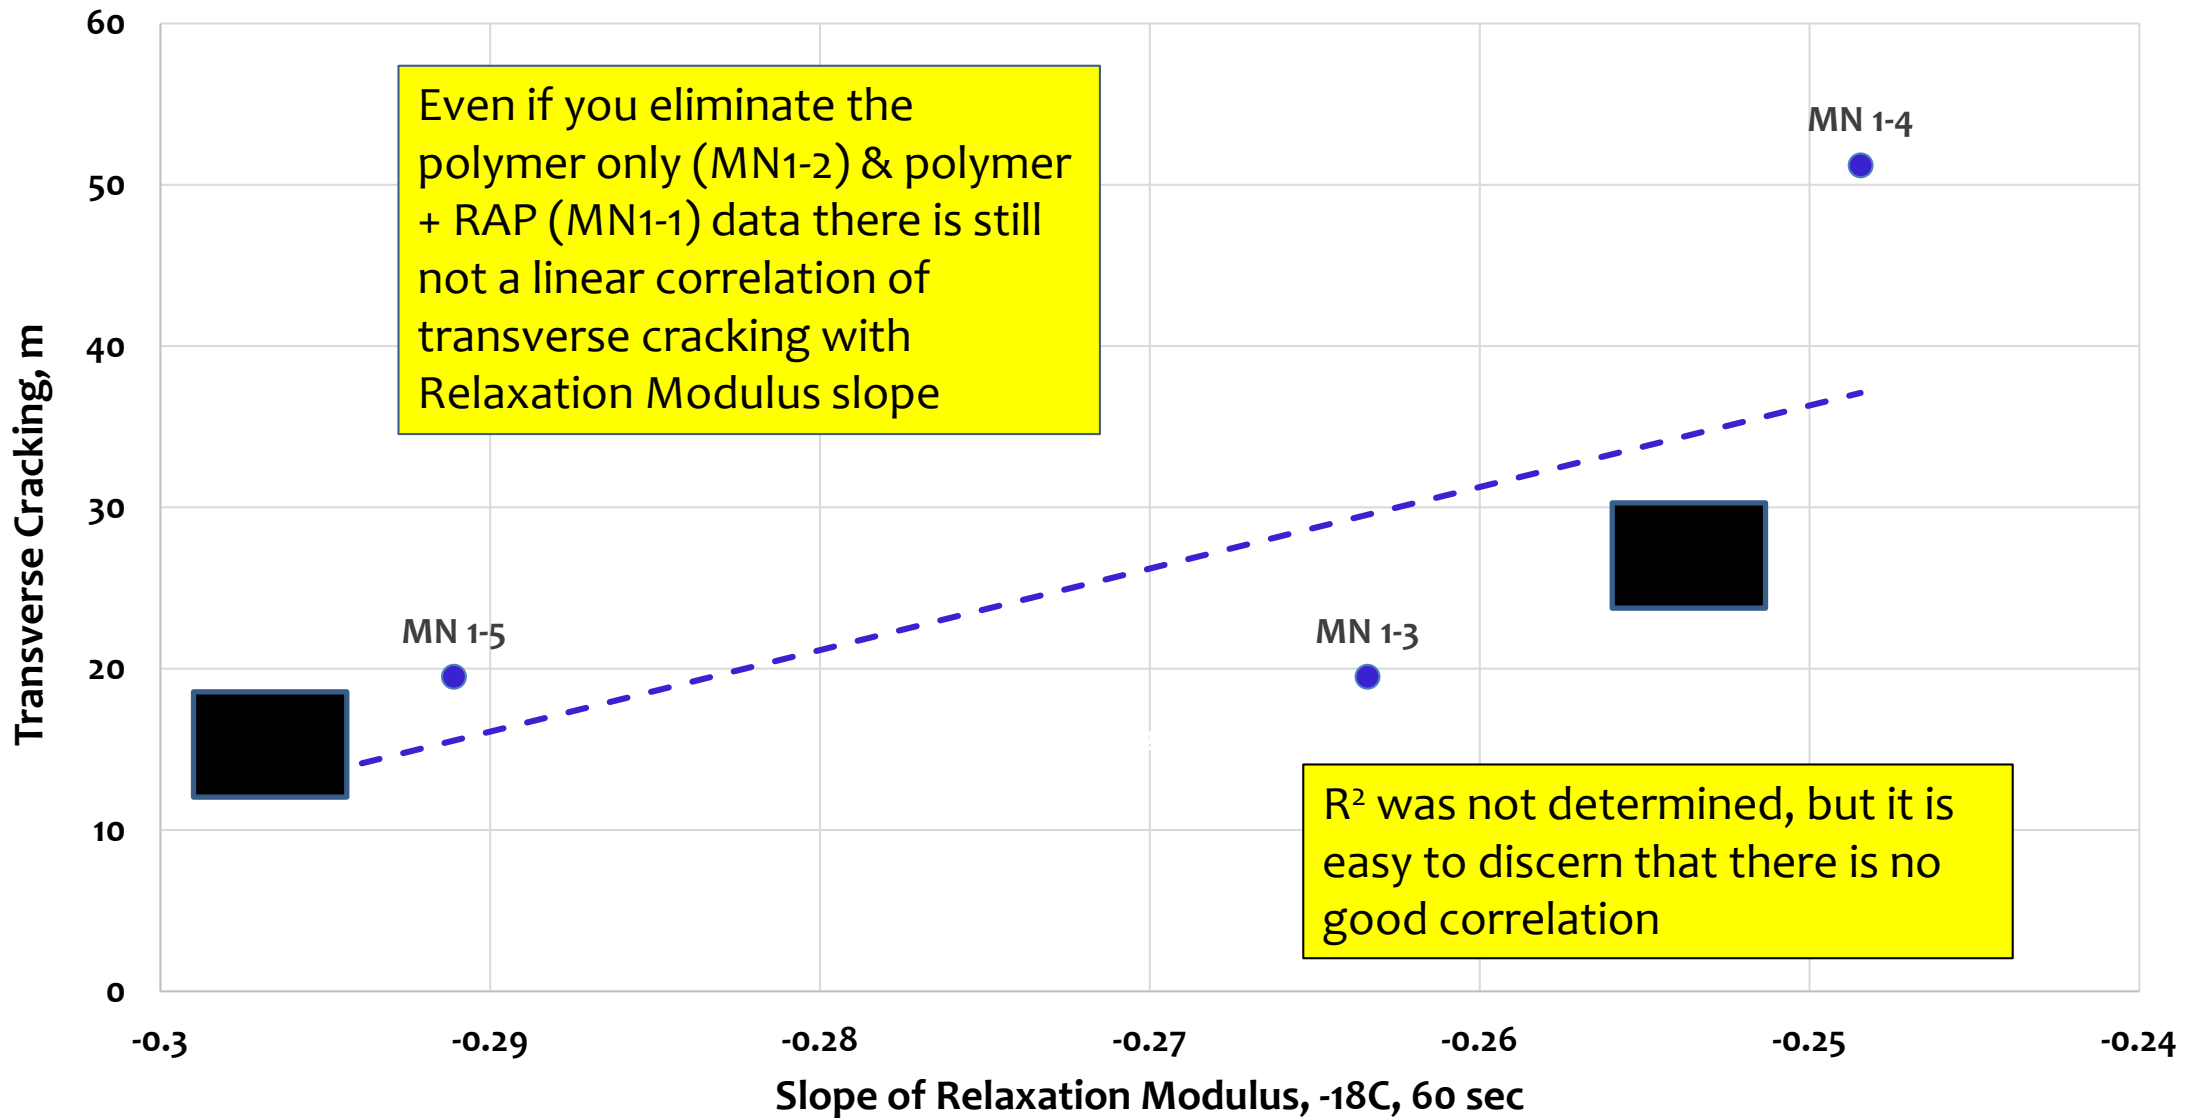 60
50
40
30
20
10
0
Transverse Cracking, m
Even if you eliminate the
polymer only (MN1-2) & polymer
+ RAP (MN1-1) data there is still
not a linear correlation of
transverse cracking with
Relaxation Modulus slope
MN 1-4
MN 1-5
MN 1-3
R² was not determined, but it is
easy to discern that there is no
good correlation
-0.3
-0.29
-0.28
-0.27
-0.26
-0.25
-0.24
Slope of Relaxation Modulus, -18C, 60 sec